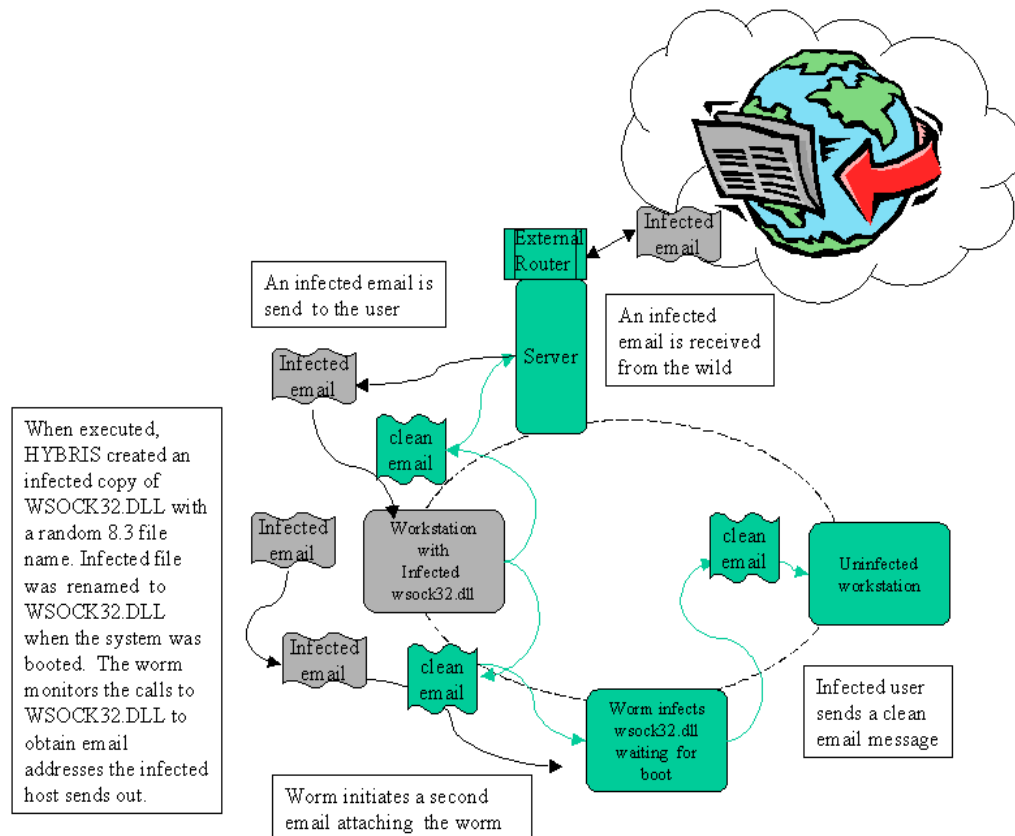 Infected
email
External
Router
An infected email is
send to the user
An infected
email is received
from the wild
Server
Infected
email
clean
email
When executed,
HYBRIS created an
infected copy of
WSOCK32.DLL with
a random 8.3 file
name. Infected file
was renamed to
WSOCK32.DLL
when the system was
booted. The worm
monitors the calls to
WSOCK32.DLL to
obtain email
addresses the infected
host sends out.
Infected
email
Workstation
with
Infected
wsock32.dll
clean
email
Uninfected
workstation
Infected
email
clean
email
Worm infects
wsock32.dll
waiting for
boot
Infected user
sends a clean
email message
Worm initiates a second
email attaching the worm